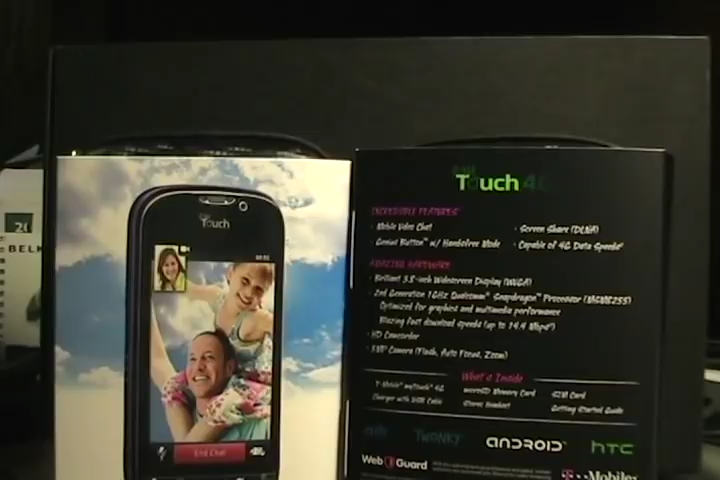 BELK
Touch
End Chat
Touch 4G
INCREDIBLE FEATURES
· Mobile Video Chat
· Screen Share (DLNA)
· Genius Button™ w/ Handsfree Mode
· Capable of 4G Data Speeds
AMAZING HARDWARE
· Brilliant 3.8-inch Widescreen Display (WVGA)
· 2nd Generation 1GHz Qualcomm® Snapdragon™ Processor (MSM8255)
Optimized for graphics and multimedia performance
Blazing fast download speeds (up to 14.4 Mbps)
· HD Camcorder
· 5MP Camera (Flash, Auto Focus, Zoom)
What's Inside
T-Mobile® myTouch® 4G
microSD Memory Card
SIM Card
Charger with USB Cable
Stereo Headset
Getting Started Guide
TWONKY
ANDROID
hTC
Web Guard
T··Mobile